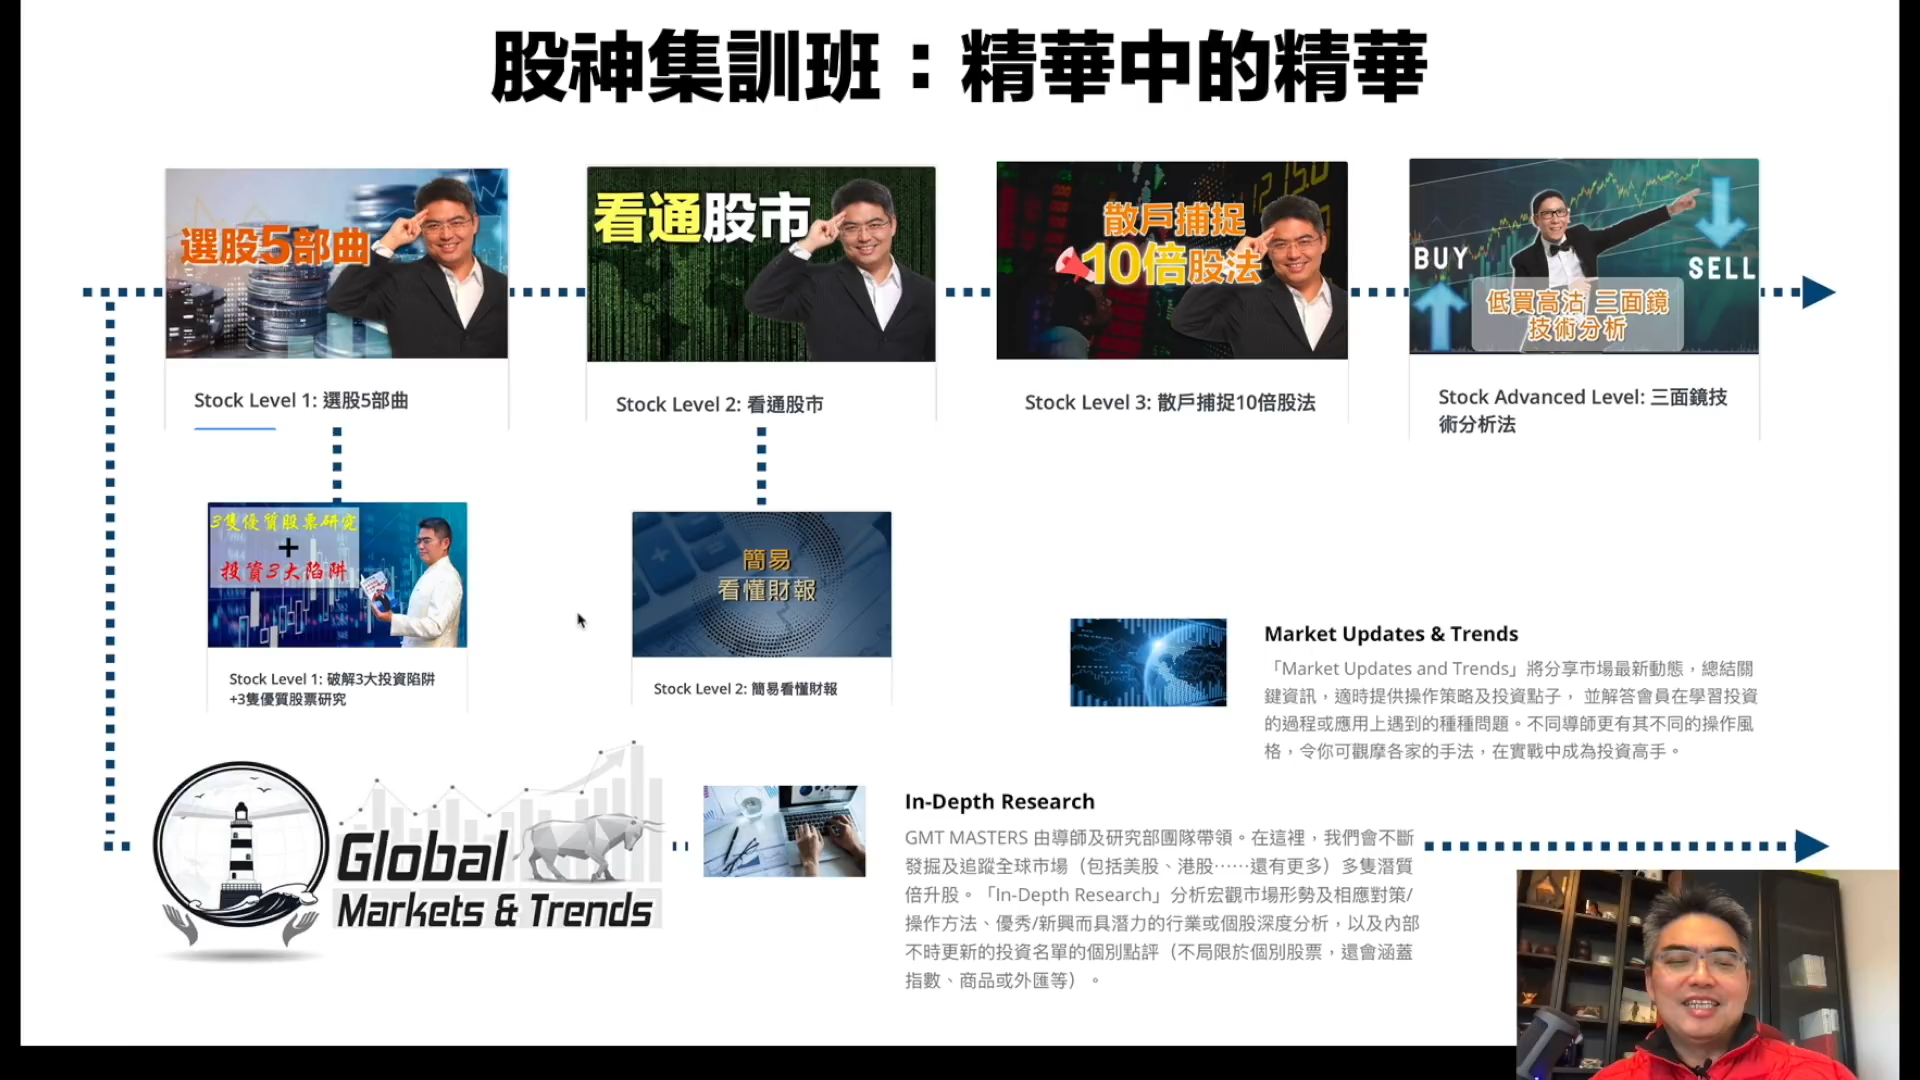 股神集訓班：精華中的精華
選股5部曲
Stock Level 1: 選股5部曲
看通股市
Stock Level 2: 看通股市
散戶捕捉
10倍股法
Stock Level 3: 散戶捕捉10倍股法
BUY
SELL
低買高沽 三面鏡
技術分析
Stock Advanced Level: 三面鏡技
術分析法
3隻優質股票研究
+
投資3大陷阱
Stock Level 1: 破解3大投資陷阱
+3隻優質股票研究
簡易
看懂財報
Stock Level 2: 簡易看懂財報
Market Updates & Trends
「Market Updates and Trends」將分享市場最新動態，總結關
鍵資訊，適時提供操作策略及投資點子， 並解答會員在學習投資
的過程或應用上遇到的種種問題。不同導師更有其不同的操作風
格，令你可觀摩各家的手法，在實戰中成為投資高手。
Global
Markets & Trends
In-Depth Research
GMT MASTERS 由導師及研究部團隊帶領。在這裡，我們會不斷
發掘及追蹤全球市場（包括美股、港股……還有更多）多隻潛質
倍升股。「In-Depth Research」分析宏觀市場形勢及相應對策/
操作方法、優秀/新興而具潛力的行業或個股深度分析，以及內部
不時更新的投資名單的個別點評（不局限於個別股票，還會涵蓋
指數、商品或外匯等）。